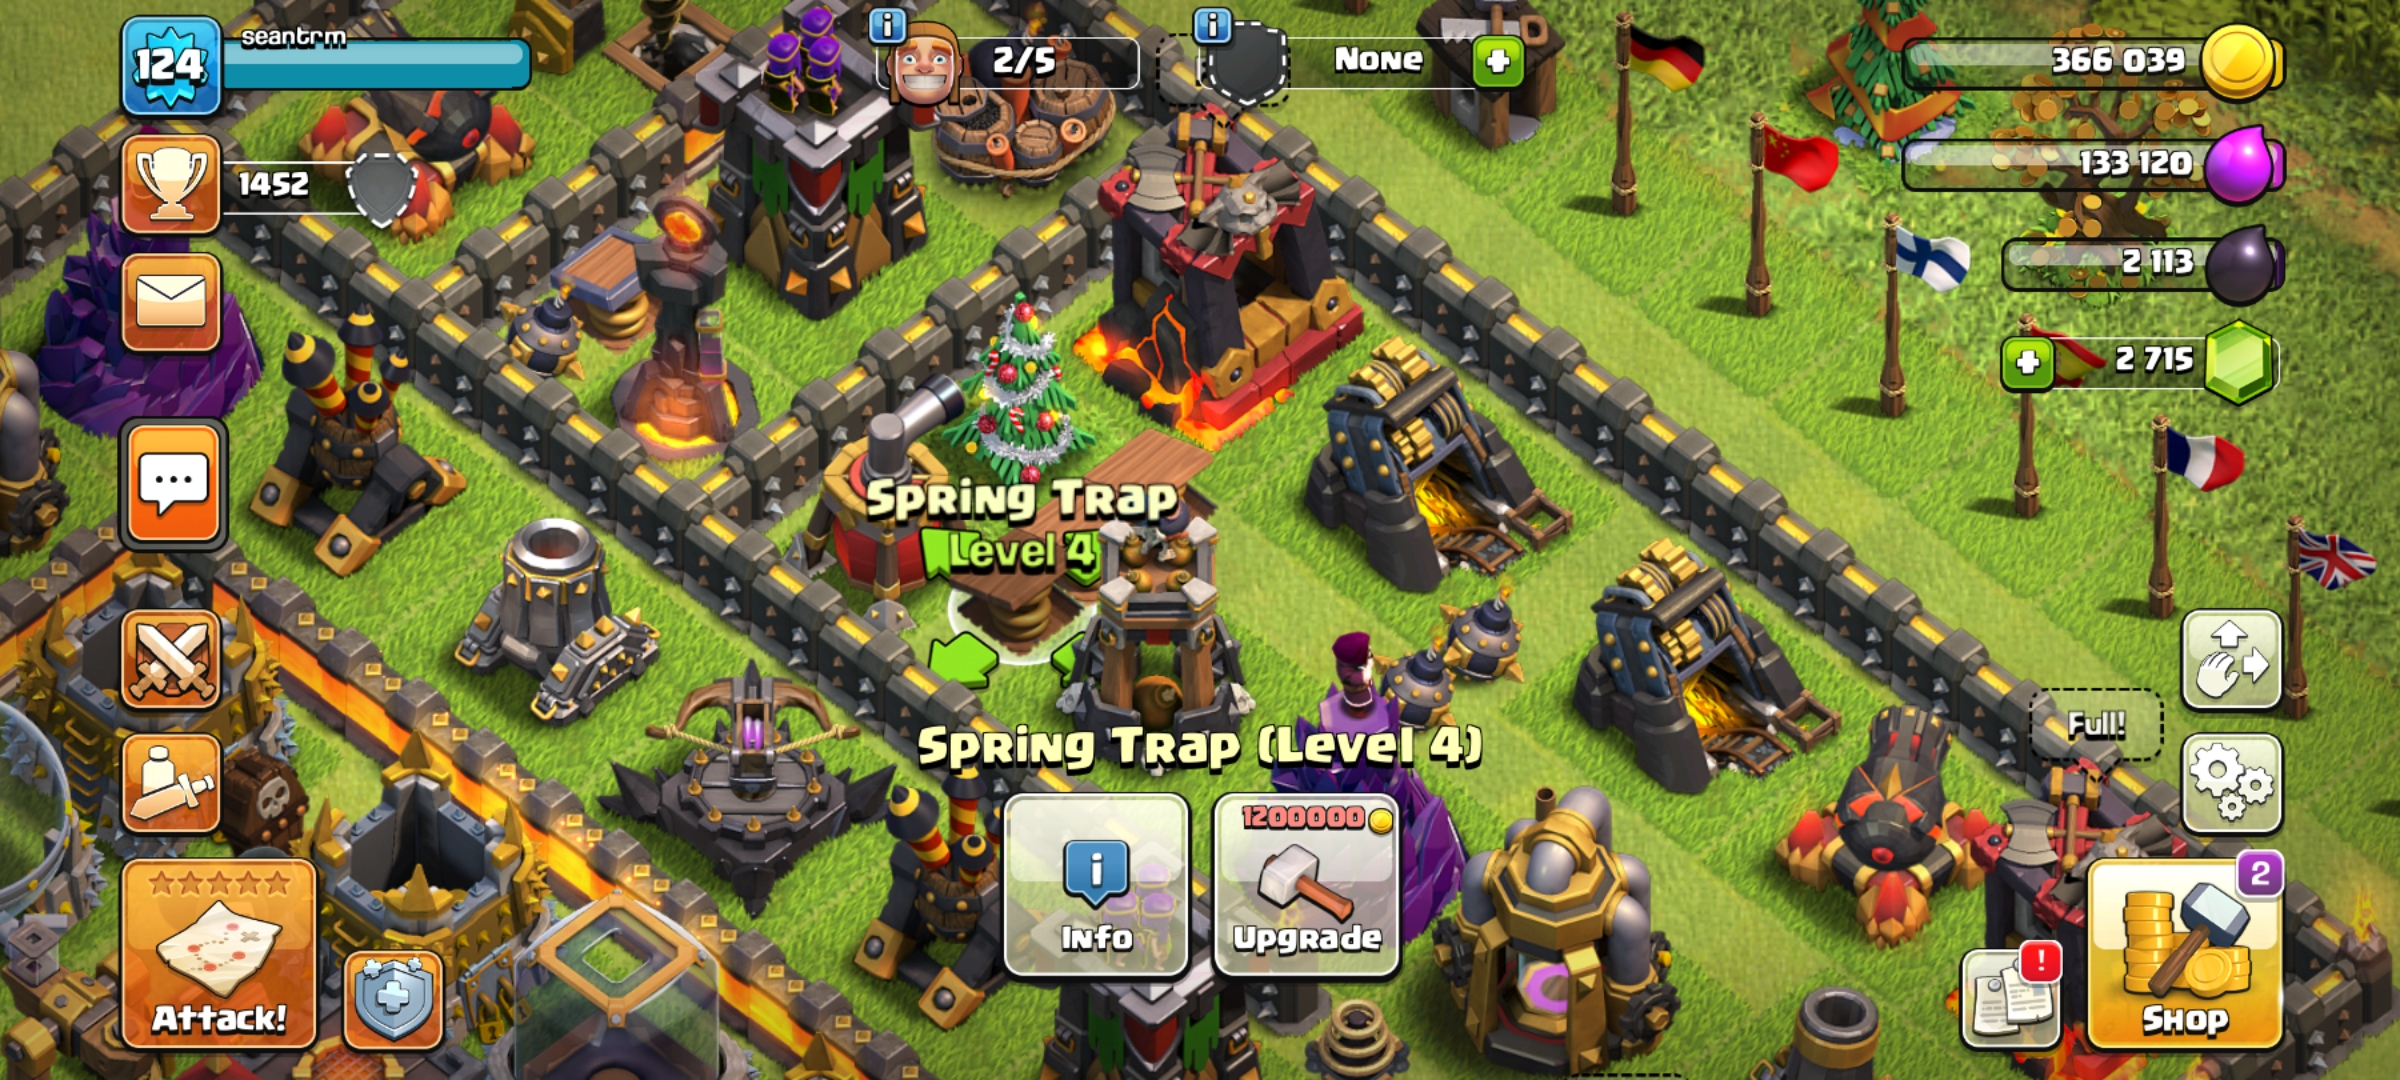 124
seantrm
i
2/5
i
None
366 039
1452
133 120
2 113
2 715
Spring Trap
Level 4
Full!
Spring Trap (Level 4)
i
Info
1200000
Upgrade
2
!
Attack!
Shop